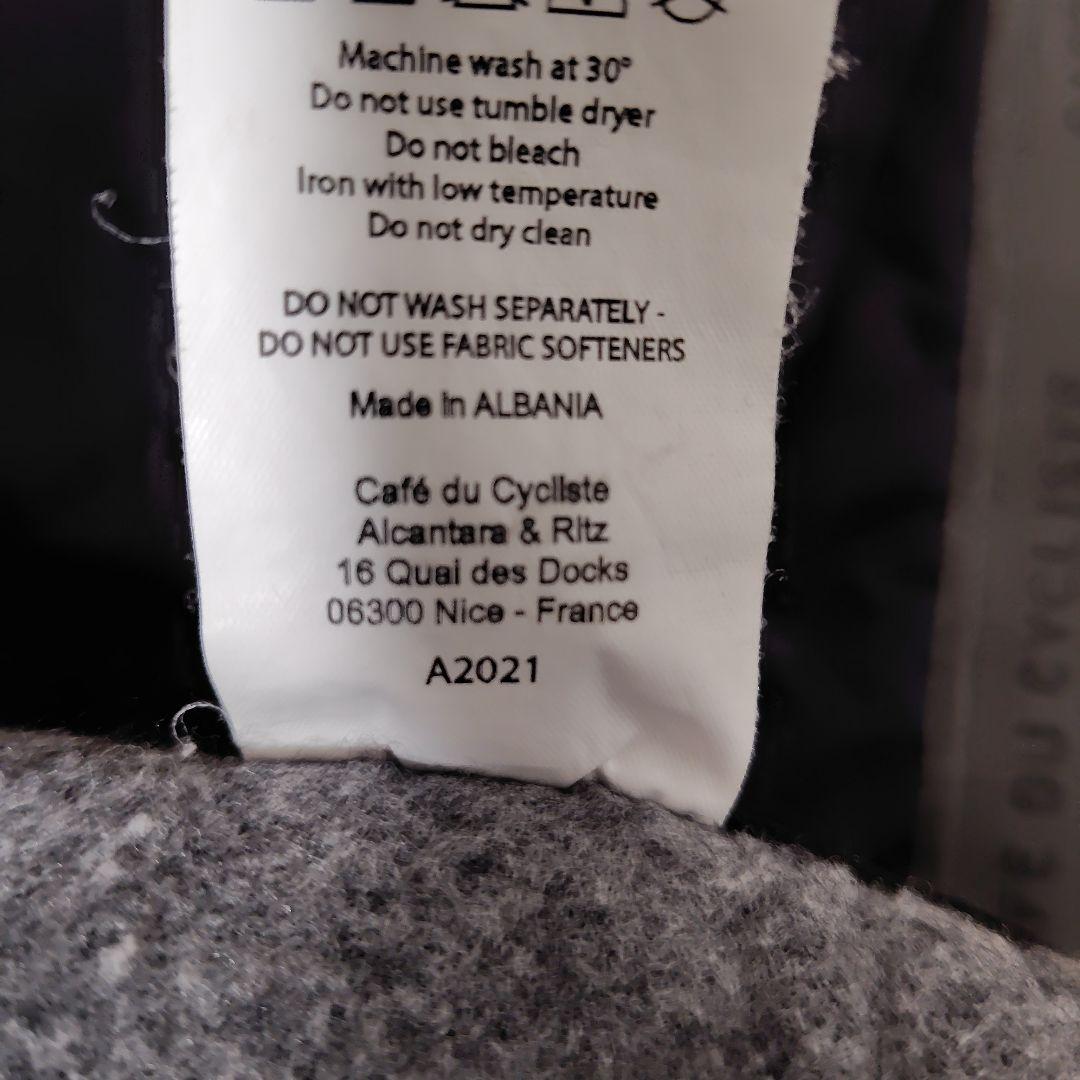 Machine wash at 30°
Do not use tumble dryer
Do not bleach
Iron with low temperature
Do not dry clean
DO NOT WASH SEPARATELY -
DO NOT USE FABRIC SOFTENERS
Made in ALBANIA
Café du Cycliste
Alcantara & Ritz
16 Quai des Docks
06300 Nice - France
A2021
DU CYCLISTE